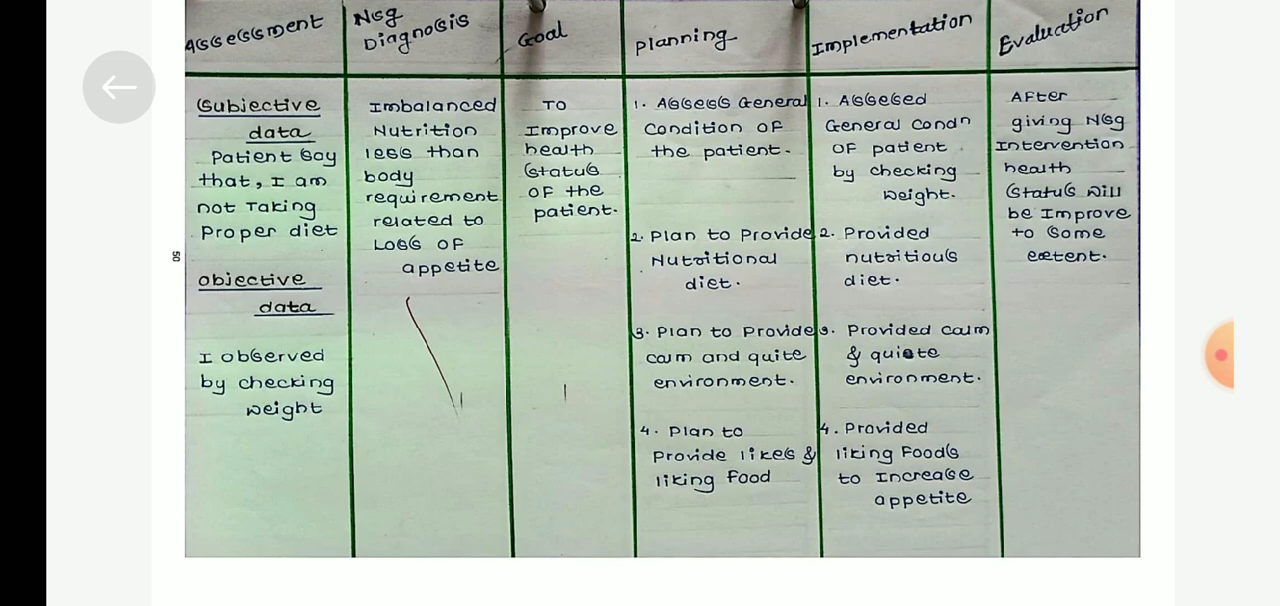 Assessment
Nsg
Diagnosis
Goal
Planning
Implementation
Evaluation
Subjective
data
Patient Say
that, I am
not Taking
Proper diet
objective
data
I observed
by checking
weight
Imbalanced
Nutrition
less than
body
requirement
related to
Loss OF
appetite
TO
Improve
health
Status
OF the
patient.
1. Assess General
Condition OF
the patient.
2. Plan to Provide
Nutritional
diet.
3. Plan to Provide
calm and quite
environment.
4. Plan to
Provide likes &
liking Food
1. Assesed
General Condn
OF patient
by checking
weight.
2. Provided
nutritious
diet.
3. Provided calm
& quiete
environment.
4. Provided
liking Foods
to Increase
appetite
AFter
giving Nsg
Intervention
health
Status will
be Improve
to Some
extent.
50